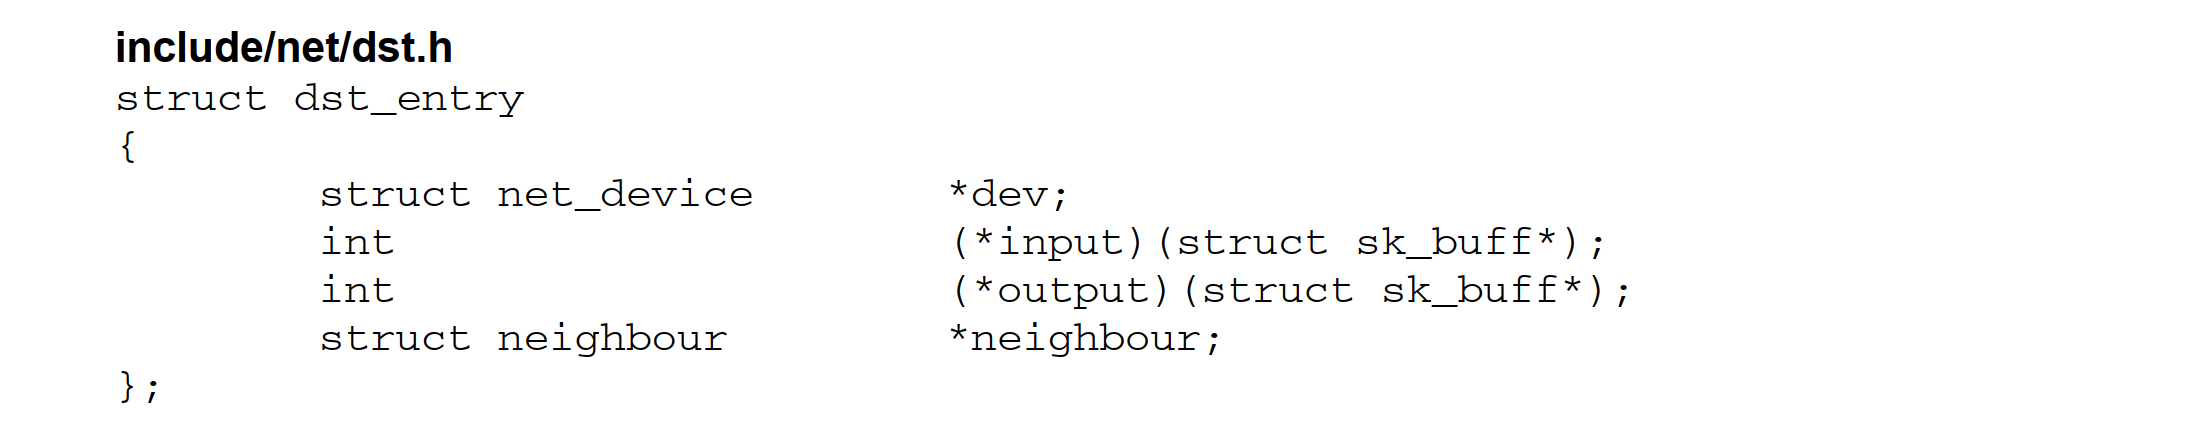 include/net/dst.h
struct dst_entry
{
struct net_device *dev;
int (*input)(struct sk_buff*);
int (*output)(struct sk_buff*);
struct neighbour *neighbour;
};